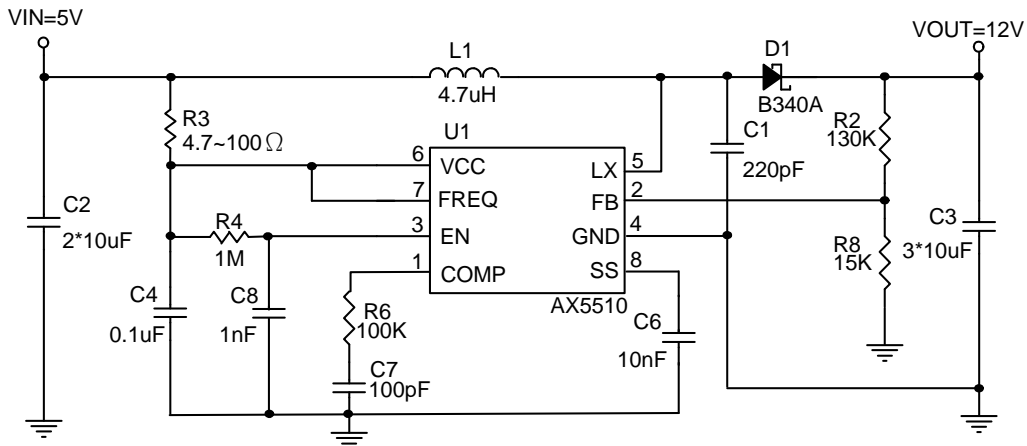 VIN=5V
VOUT=12V
L1
4.7uH
D1
B340A
R3
4.7~100Ω
U1
6
VCC
7
FREQ
3
EN
1
COMP
LX
5
FB
2
GND
4
SS
8
AX5510
C1
220pF
R2
130K
C2
2*10uF
R4
1M
R8
15K
C3
3*10uF
C4
0.1uF
C8
1nF
R6
100K
C7
100pF
C6
10nF